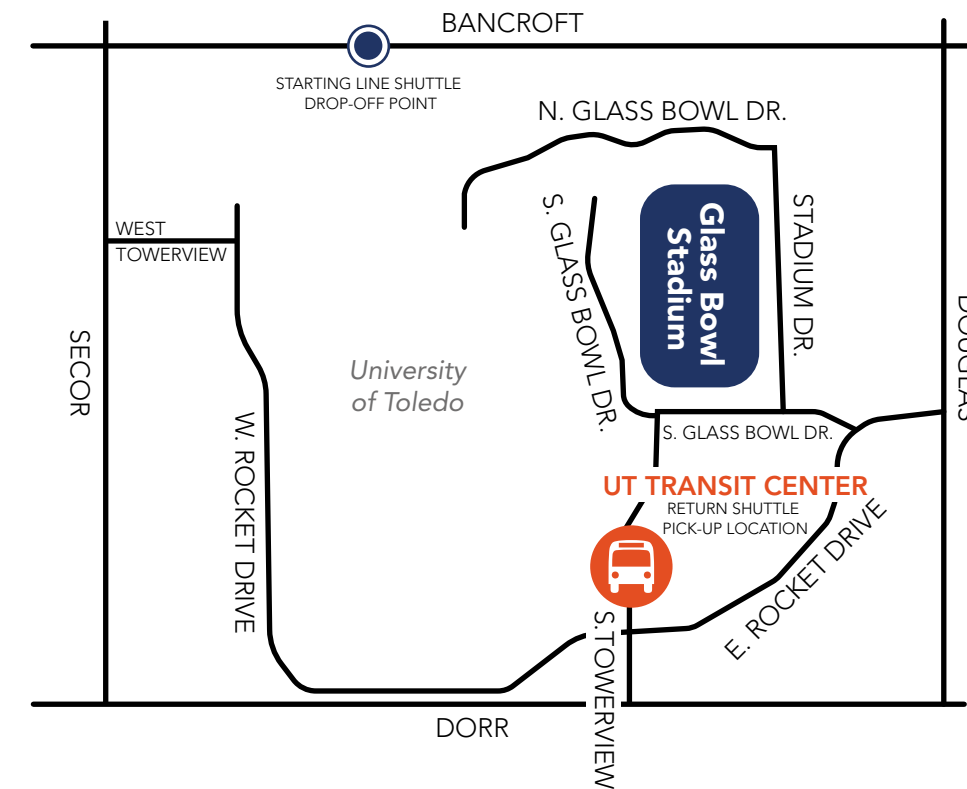 BANCROFT
STARTING LINE SHUTTLE
DROP-OFF POINT
N. GLASS BOWL DR.
WEST
TOWERVIEW
S. GLASS BOWL DR.
Glass Bowl
Stadium
STADIUM DR.
DOUGLAS
SECOR
University
of Toledo
W. ROCKET DRIVE
S. GLASS BOWL DR.
UT TRANSIT CENTER
RETURN SHUTTLE
PICK-UP LOCATION
E. ROCKET DRIVE
S.TOWERVIEW
DORR